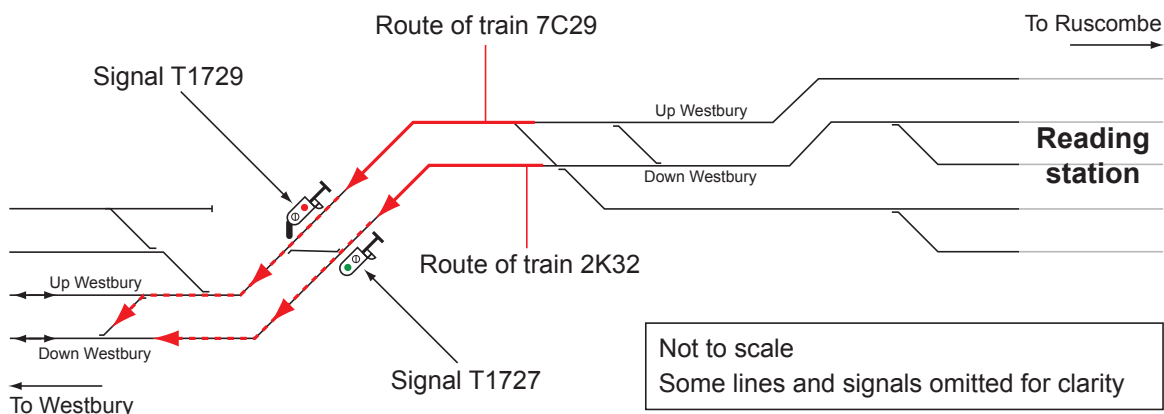 Route of train 7C29
To Ruscombe
Signal T1729
Up Westbury
Reading
station
Down Westbury
Route of train 2K32
Up Westbury
Down Westbury
Signal T1727
To Westbury
Not to scale
Some lines and signals omitted for clarity